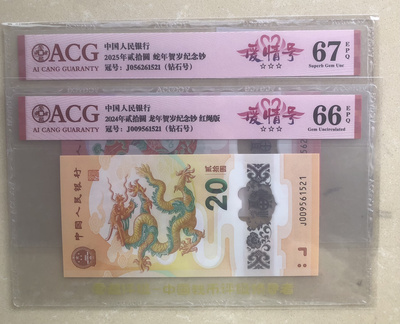 ACG
AI CANG GUARANTY
中国人民银行
2025年贰拾圆 蛇年贺岁纪念钞
冠号: J056261521 (钻石号)
爱情号
☆☆☆
67 EPQ
Superb Gem Unc
ACG
AI CANG GUARANTY
中国人民银行
2024年贰拾圆 龙年贺岁纪念钞 红绳版
冠号: J009561521 (钻石号)
爱情号
☆☆☆
66 EPQ
Gem Uncirculated
中国人民银行
20
贰拾圆
J009561521